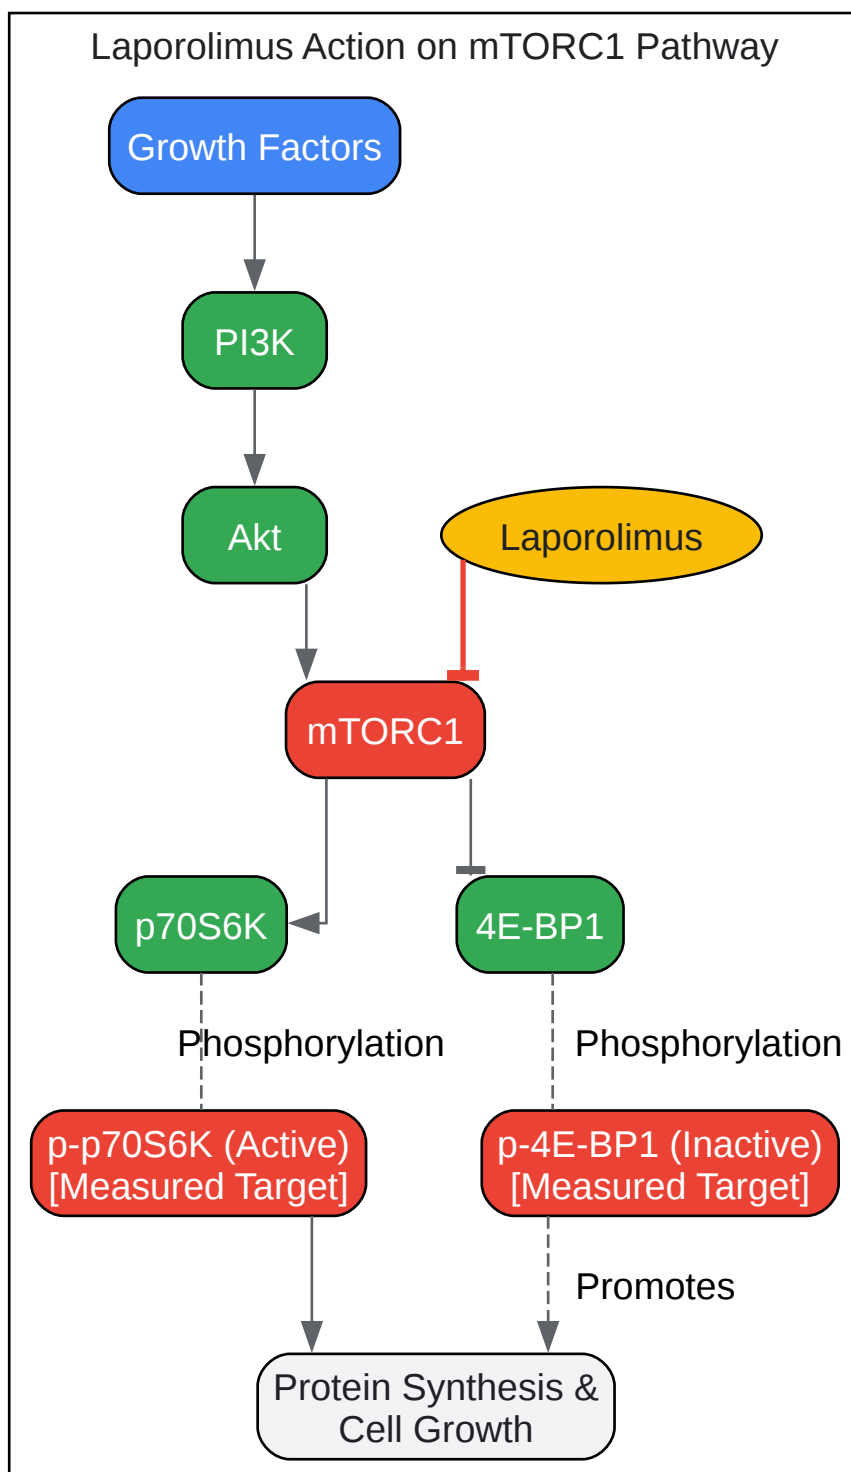 Laporolimus Action on mTORC1 Pathway
Growth Factors
PI3K
Akt
Laporolimus
mTORC1
p70S6K
4E-BP1
Phosphorylation
Phosphorylation
p-p70S6K (Active)
[Measured Target]
p-4E-BP1 (Inactive)
[Measured Target]
Promotes
Protein Synthesis &
Cell Growth